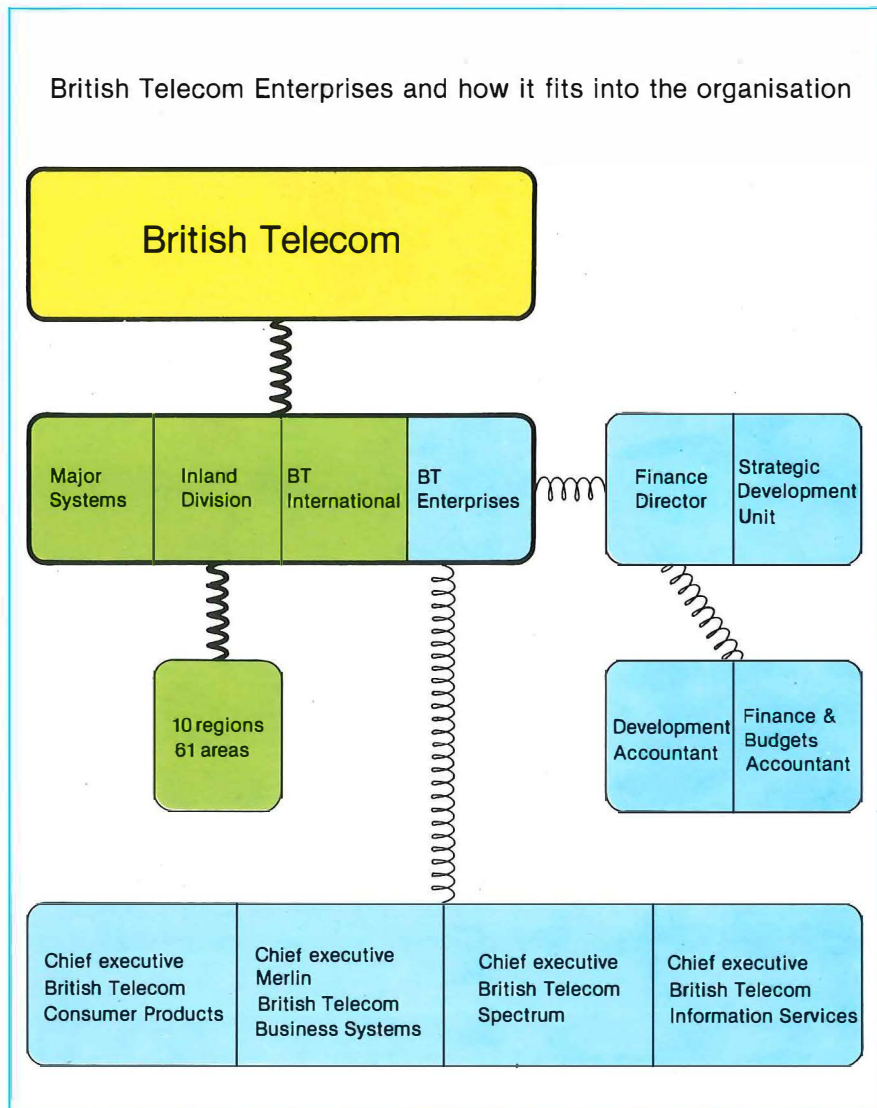 British Telecom Enterprises and how it fits into the organisation
British Telecom
Major
Systems
Inland
Division
BT
International
BT
Enterprises
Finance
Director
Strategic
Development
Unit
10 regions
61 areas
Development
Accountant
Finance &
Budgets
Accountant
Chief executive
British Telecom
Consumer Products
Chief executive
Merlin
British Telecom
Business Systems
Chief executive
British Telecom
Spectrum
Chief executive
British Telecom
Information Services